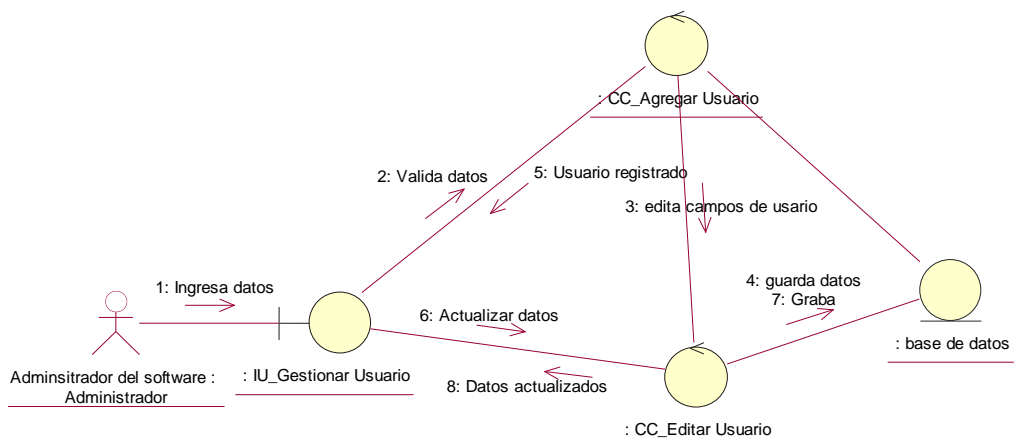 : CC_Agregar Usuario
2: Valida datos
5: Usuario registrado
3: edita campos de usario
1: Ingresa datos
4: guarda datos
7: Graba
6: Actualizar datos
: base de datos
Adminsitrador del software :
Administrador
: IU_Gestionar Usuario
8: Datos actualizados
: CC_Editar Usuario